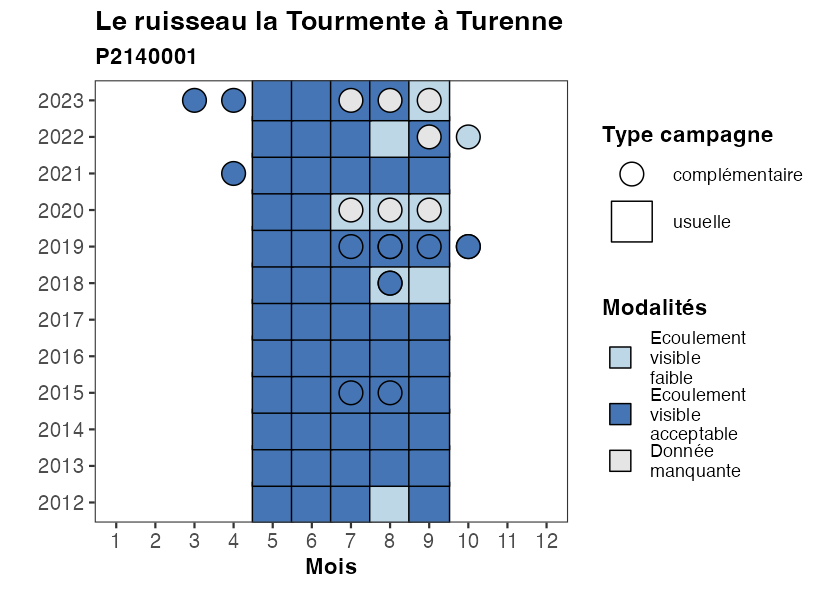 Le ruisseau la Tourmente à Turenne
P2140001
2023
2022
2021
2020
2019
2018
2017
2016
2015
2014
2013
2012
1 2 3 4 5 6 7 8 9 10 11 12
Mois
Type campagne
complémentaire
usuelle
Modalités
Ecoulement
visible
faible
Ecoulement
visible
acceptable
Donnée
manquante